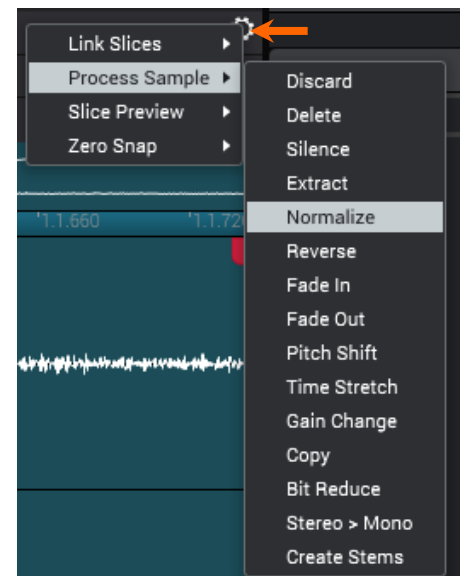 Link Slices
Process Sample
Slice Preview
Zero Snap
'1.1.660 '1.1.720
Discard
Delete
Silence
Extract
Normalize
Reverse
Fade In
Fade Out
Pitch Shift
Time Stretch
Gain Change
Copy
Bit Reduce
Stereo > Mono
Create Stems